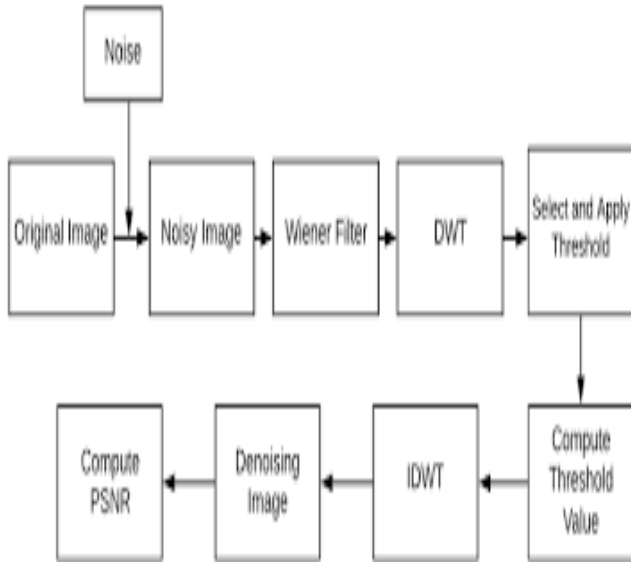 Noise
Original Image
Noisy Image
Wiener Filter
DWT
Select and Apply
Threshold
Compute
PSNR
Denoising
Image
IDWT
Compute
Threshold
Value